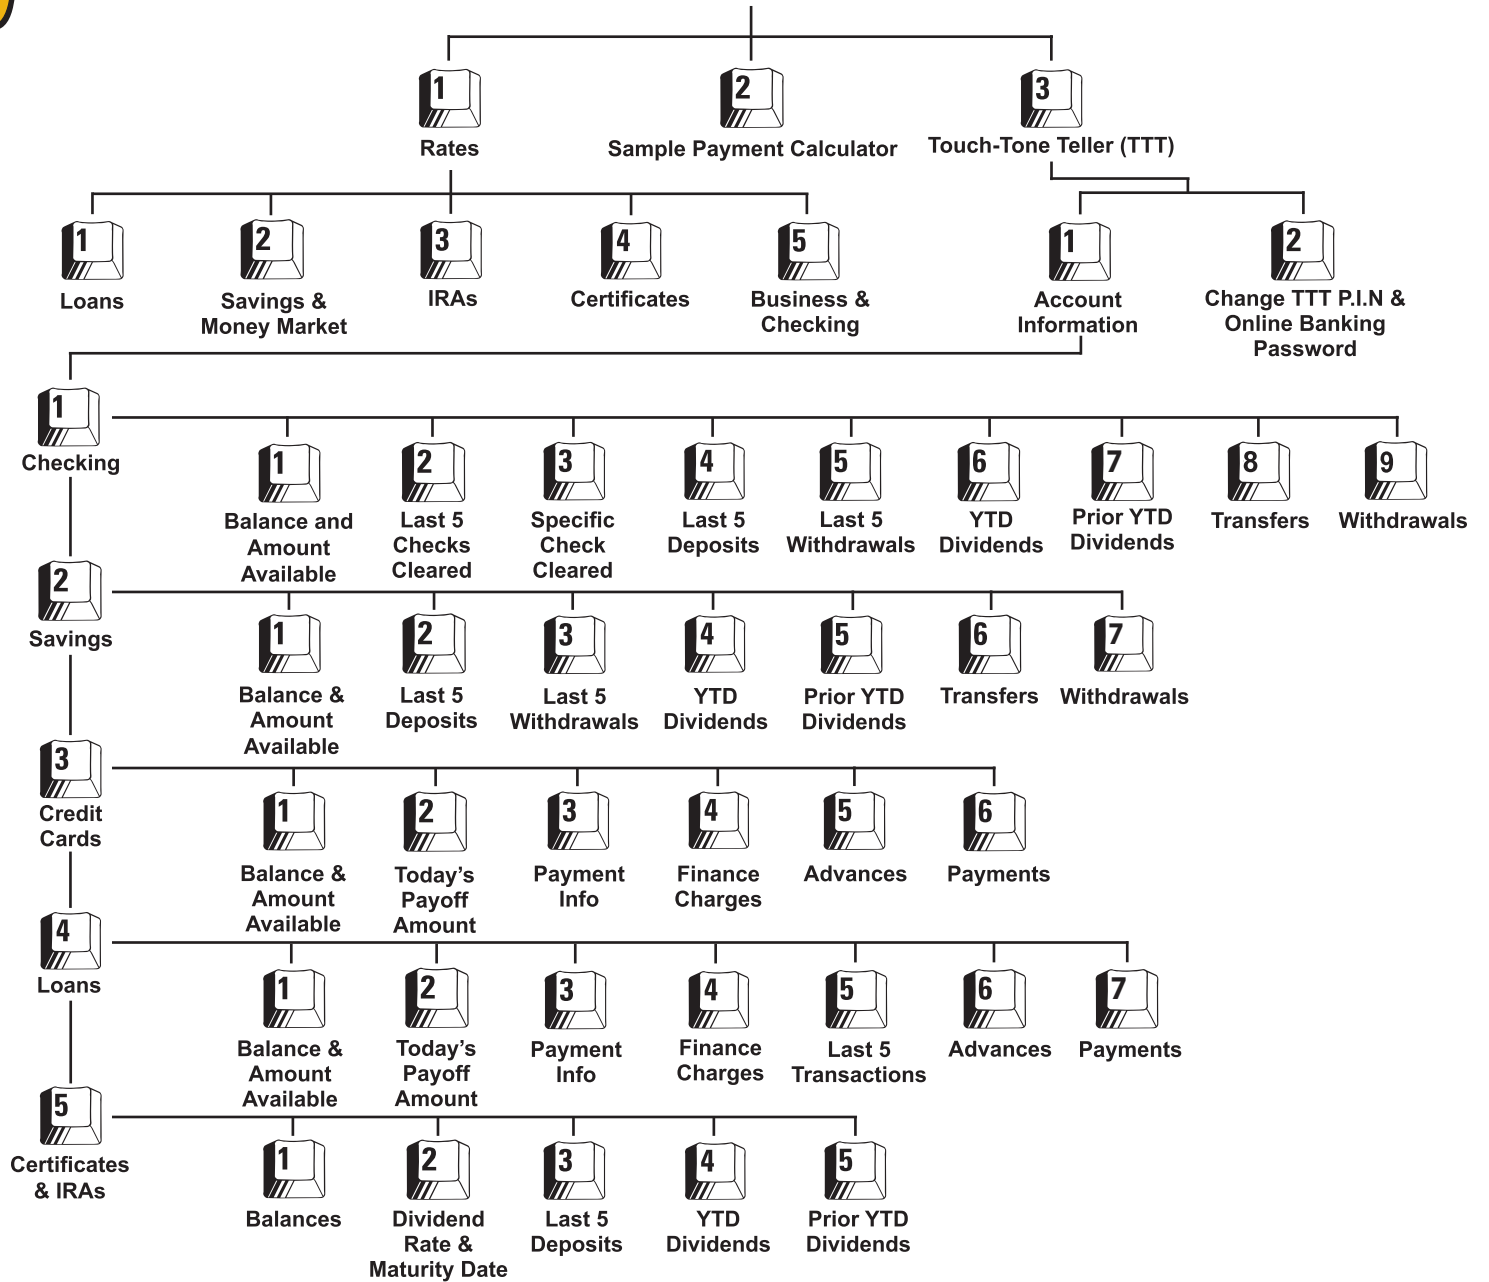 1
2
3
Rates
Sample Payment Calculator
Touch-Tone Teller (TTT)
1
2
3
4
5
1
2
Loans
Savings &
Money Market
IRAs
Certificates
Business &
Checking
Account
Information
Change TTT P.I.N &
Online Banking
Password
1
Checking
1
2
3
4
5
6
7
8
9
Balance and
Amount
Available
Last 5
Checks
Cleared
Specific
Check
Cleared
Last 5
Deposits
Last 5
Withdrawals
YTD
Dividends
Prior YTD
Dividends
Transfers
Withdrawals
2
Savings
1
2
3
4
5
6
7
Balance &
Amount
Available
Last 5
Deposits
Last 5
Withdrawals
YTD
Dividends
Prior YTD
Dividends
Transfers
Withdrawals
3
Credit
Cards
1
2
3
4
5
6
Balance &
Amount
Available
Today's
Payoff
Amount
Payment
Info
Finance
Charges
Advances
Payments
4
Loans
1
2
3
4
5
6
7
Balance &
Amount
Available
Today's
Payoff
Amount
Payment
Info
Finance
Charges
Last 5
Transactions
Advances
Payments
5
Certificates
& IRAs
1
2
3
4
5
Balances
Dividend
Rate &
Maturity Date
Last 5
Deposits
YTD
Dividends
Prior YTD
Dividends